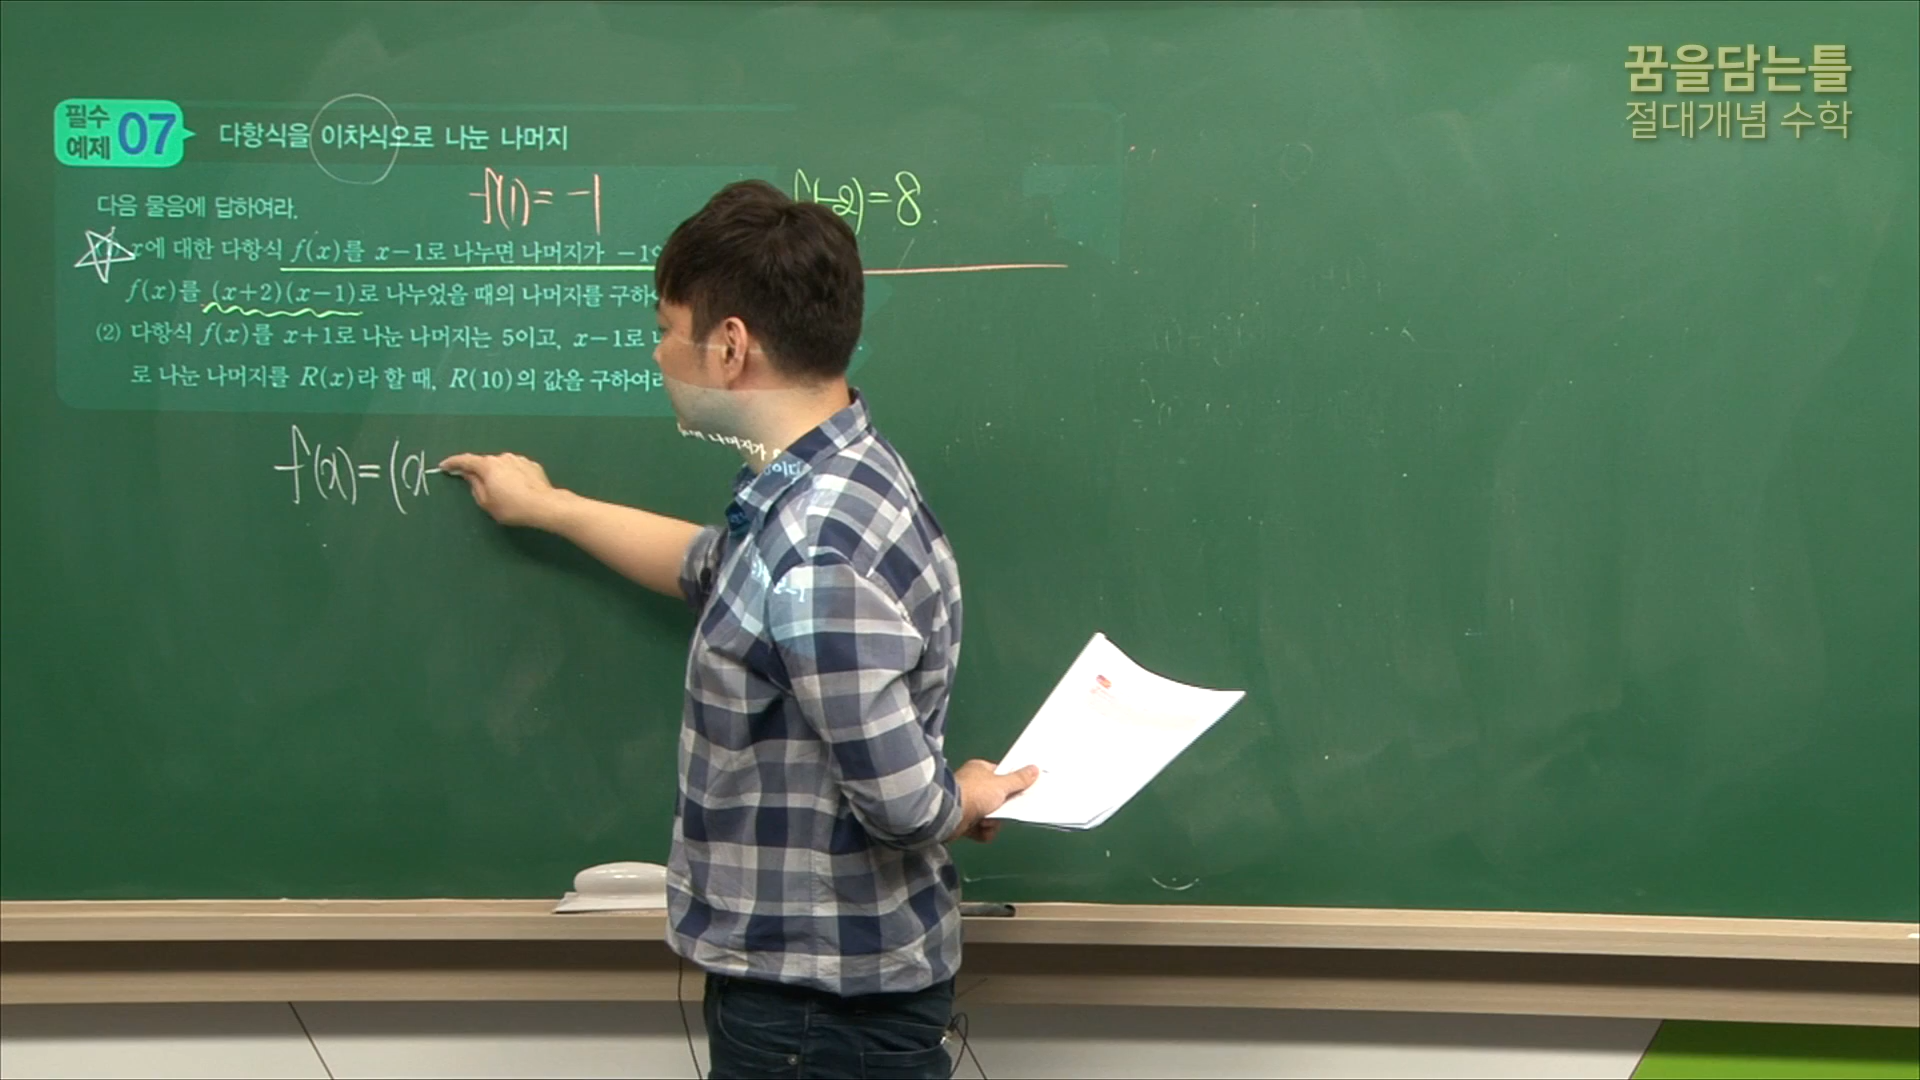 꿈을담는틀
절대개념 수학
필수
예제 07
다항식을 이차식으로 나눈 나머지
f(1)=-1
f(-2)=8
다음 물음에 답하여라.
x에 대한 다항식 f(x)를 x-1로 나누면 나머지가 -1
f(x)를 (x+2)(x-1)로 나누었을 때의 나머지를 구하
(2) 다항식 f(x)를 x+1로 나눈 나머지는 5이고, x-1로
로 나눈 나머지를 R(x)라 할 때, R(10)의 값을 구하여
나머지가
f(x)=(x